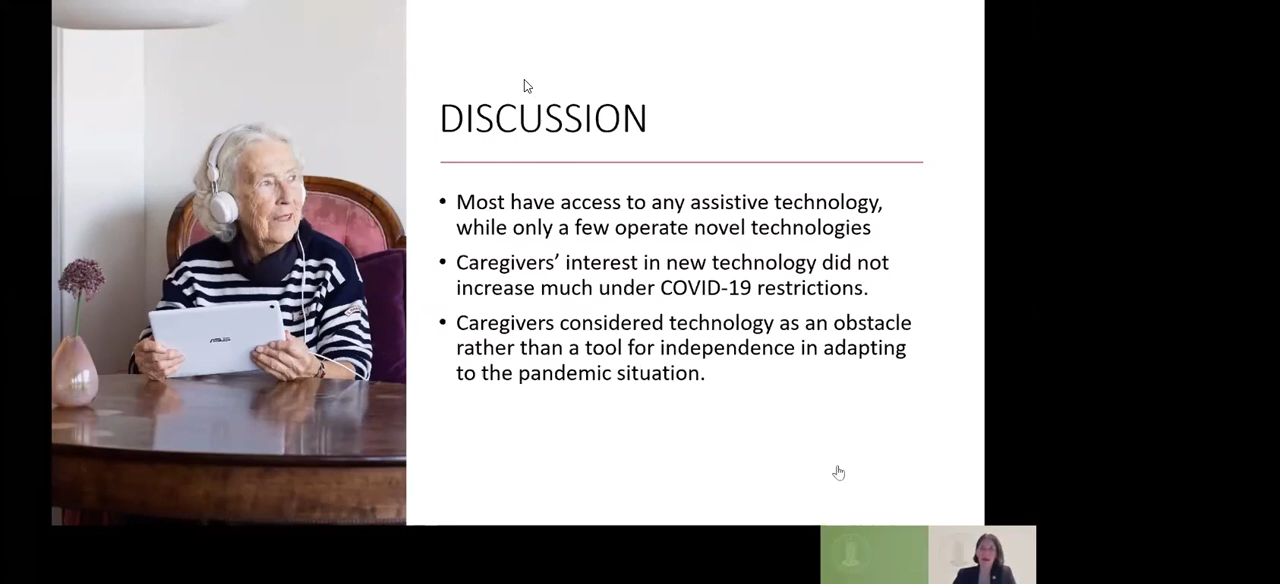 DISCUSSION
• Most have access to any assistive technology,
while only a few operate novel technologies
• Caregivers’ interest in new technology did not
increase much under COVID-19 restrictions.
• Caregivers considered technology as an obstacle
rather than a tool for independence in adapting
to the pandemic situation.
ASUS